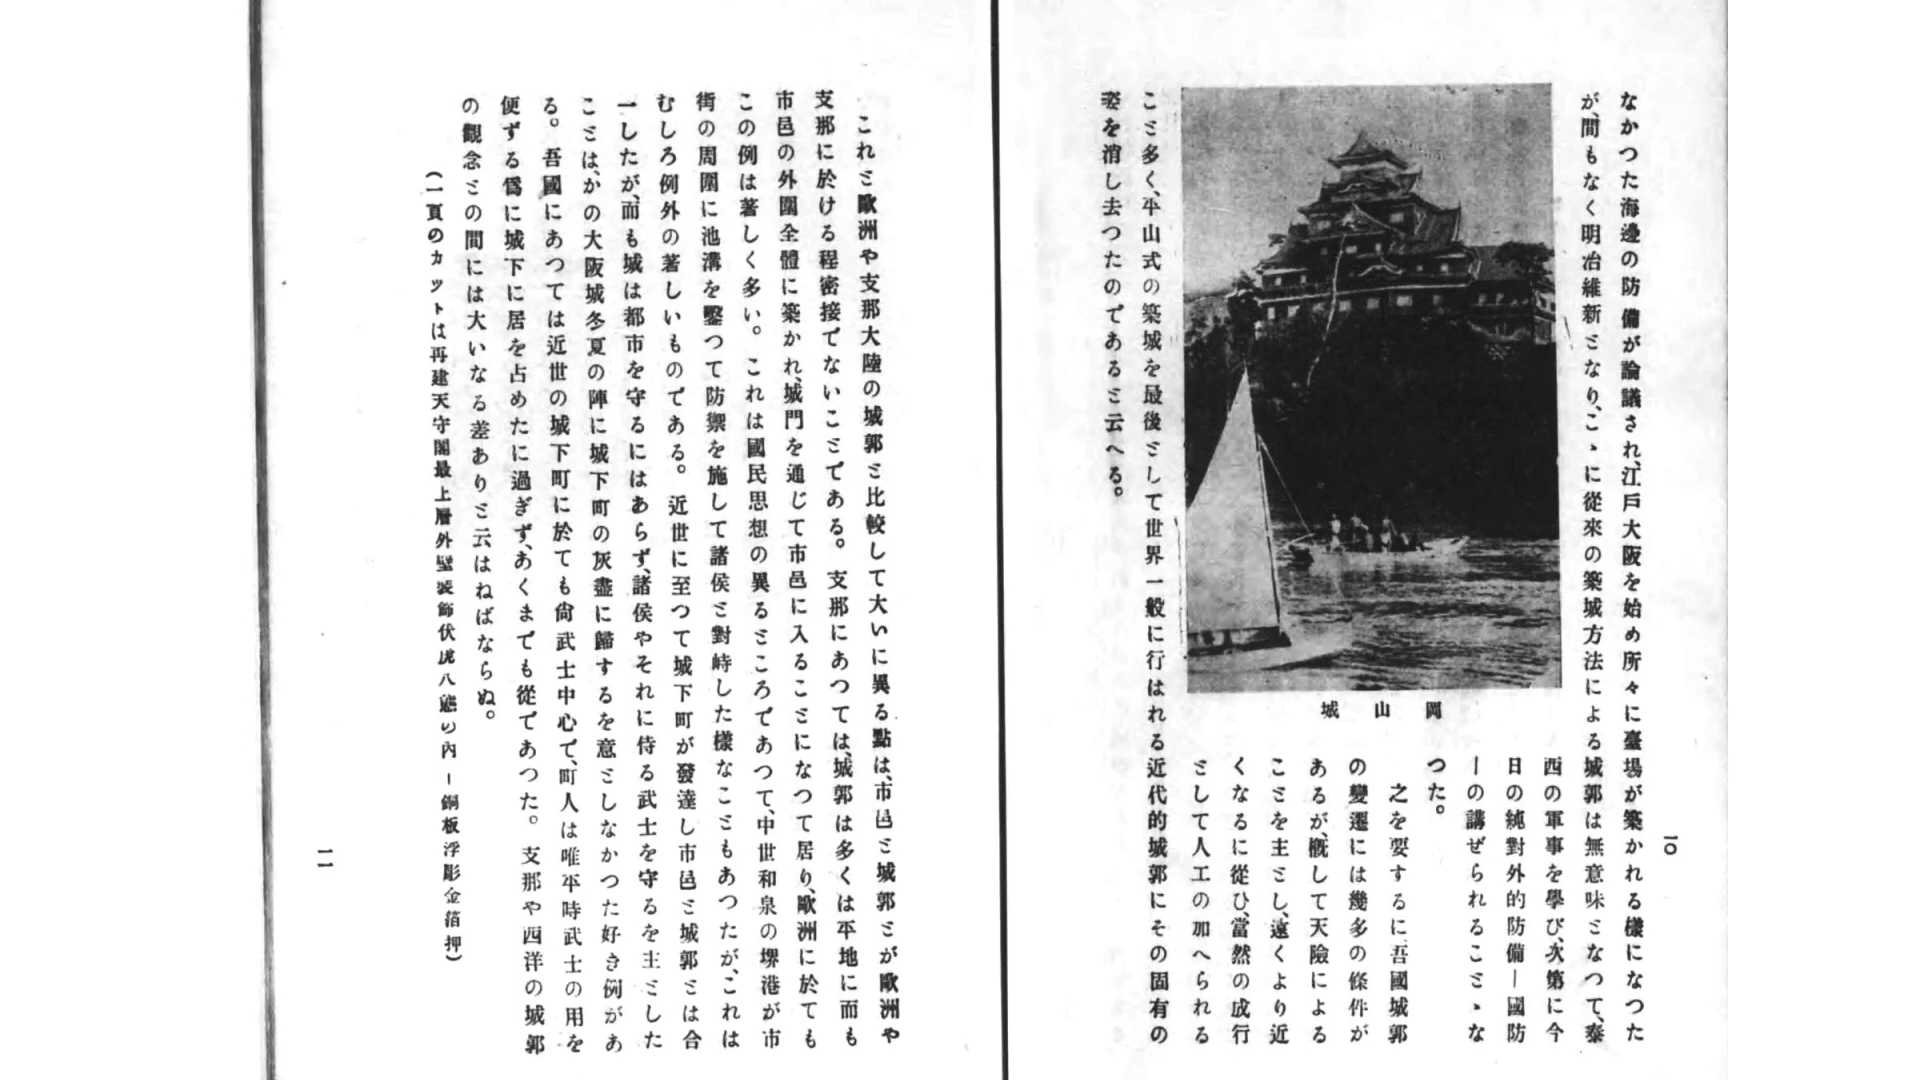 一〇
なかつた海邊の防備が論議され、江戸大阪を始め所々に臺場が築かれる樣になつた
が、間もなく明治維新となり、こゝに從來の築城方法による城郭は無意味となつて、泰
西の軍事を學び、次第に今
日の純對外的防備—國防
—の講ぜられることゝな
つた。
之を要するに、吾國城郭
の變遷には幾多の條件が
あるが、概して天險による
ことを主とし、遠くより近
くなるに從ひ、當然の成行
として人工の加へられる
こと多く、平山式の築城を最後として世界一般に行はれる近代的城郭にその固有の
姿を消し去つたのであると云へる。
岡山城
これと歐洲や支那大陸の城郭と比較して大いに異る點は、市邑と城郭とが歐洲や
支那に於ける程密接でないことである。支那にあつては、城郭は多くは平地に而も
市邑の外圍全體に築かれ、城門を通じて市邑に入ることになつて居り、歐洲に於ても
この例は著しく多い。これは國民思想の異るところであつて、中世和泉の堺港が市
街の周圍に池溝を鑿つて防禦を施して諸侯と對峙した樣なこともあつたが、これは
むしろ例外の著しいものである。近世に至つて城下町が發達し市邑と城郭とは合
一したが、而も城は都市を守るにはあらず、諸侯やそれに侍る武士を守るを主とした
ことは、かの大阪城冬夏の陣に城下町の灰盡に歸するを意としなかつた好き例があ
る。吾國にあつては近世の城下町に於ても尙武士中心で、町人は唯平時武士の用を
便ずる爲に城下に居を占めたに過ぎず、あくまでも從であつた。支那や西洋の城郭
の觀念との間には大いなる差ありと云はねばならぬ。
(一頁のカットは再建天守閣最上層外壁裝飾伏虎八態の內—銅板浮彫金箔押)
一一